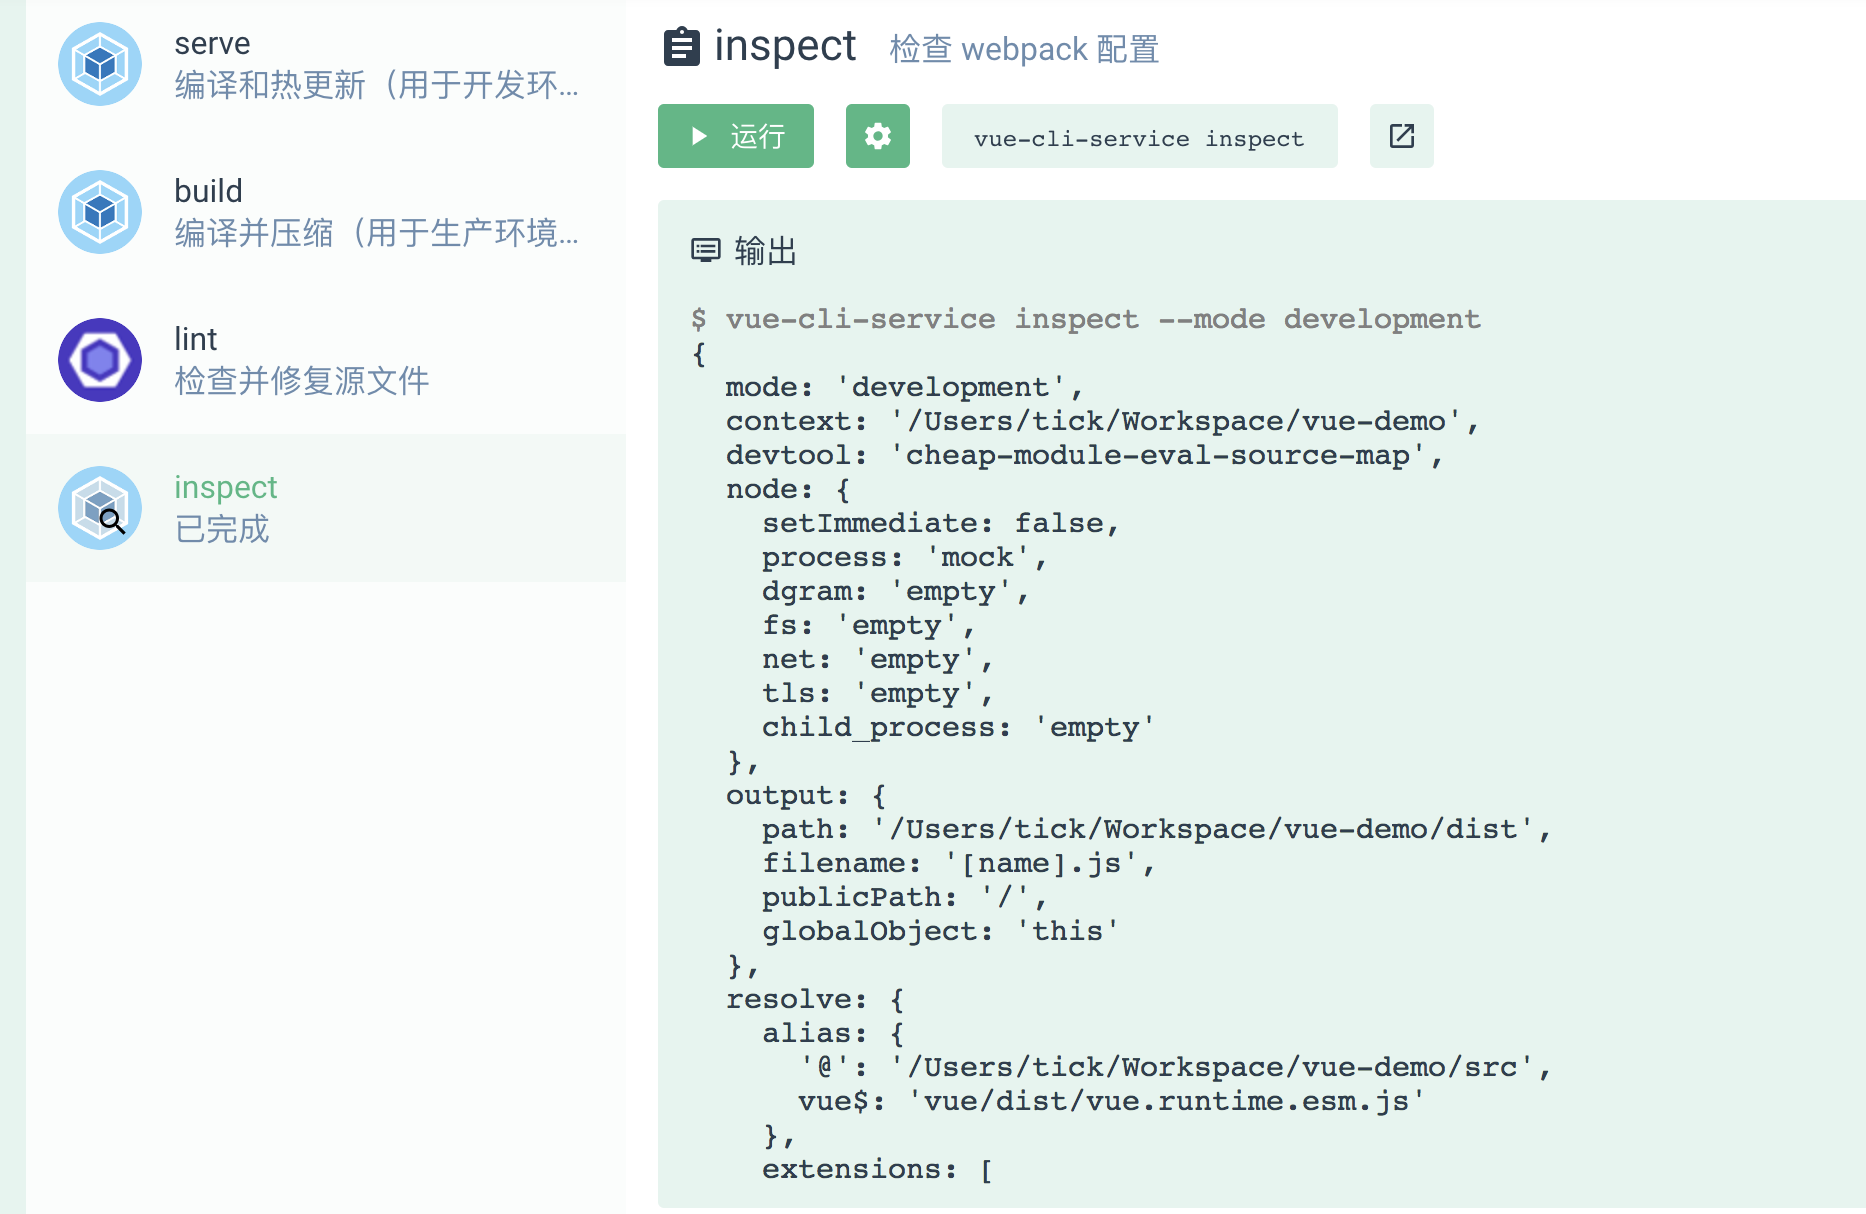 serve
编译和热更新（用于开发环...
build
编译并压缩（用于生产环境...
lint
检查并修复源文件
inspect
已完成
inspect 检查 webpack 配置
运行 vue-cli-service inspect
输出
$ vue-cli-service inspect --mode development
{
  mode: 'development',
  context: '/Users/tick/Workspace/vue-demo',
  devtool: 'cheap-module-eval-source-map',
  node: {
    setImmediate: false,
    process: 'mock',
    dgram: 'empty',
    fs: 'empty',
    net: 'empty',
    tls: 'empty',
    child_process: 'empty'
  },
  output: {
    path: '/Users/tick/Workspace/vue-demo/dist',
    filename: '[name].js',
    publicPath: '/',
    globalObject: 'this'
  },
  resolve: {
    alias: {
      '@': '/Users/tick/Workspace/vue-demo/src',
      vue$: 'vue/dist/vue.runtime.esm.js'
    },
    extensions: [